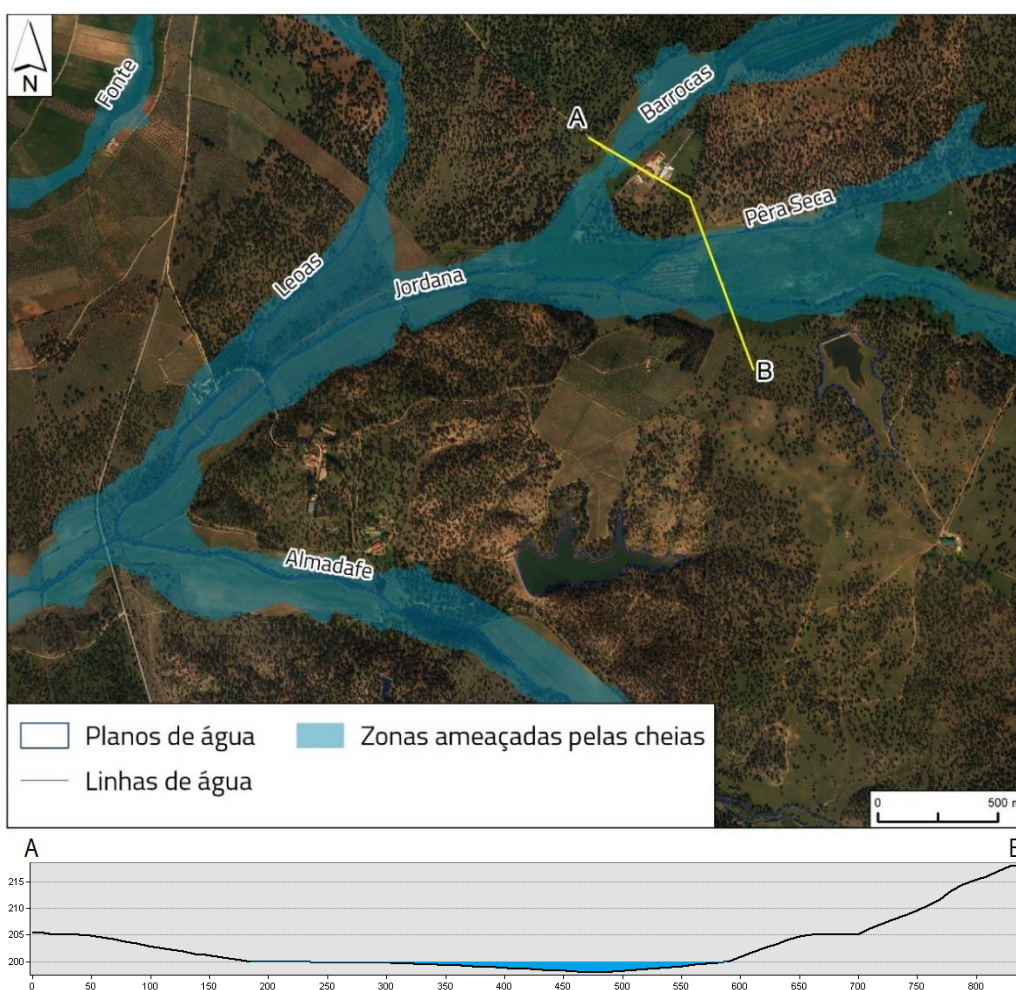 N
Fonte
Barrocas
A
Pêra Seca
Leoas
Jordana
B
Almadafe
Planos de água
Zonas ameaçadas pelas cheias
Linhas de água
0 500 m
A B
215
210
205
200
0 50 100 150 200 250 300 350 400 450 500 550 600 650 700 750 800